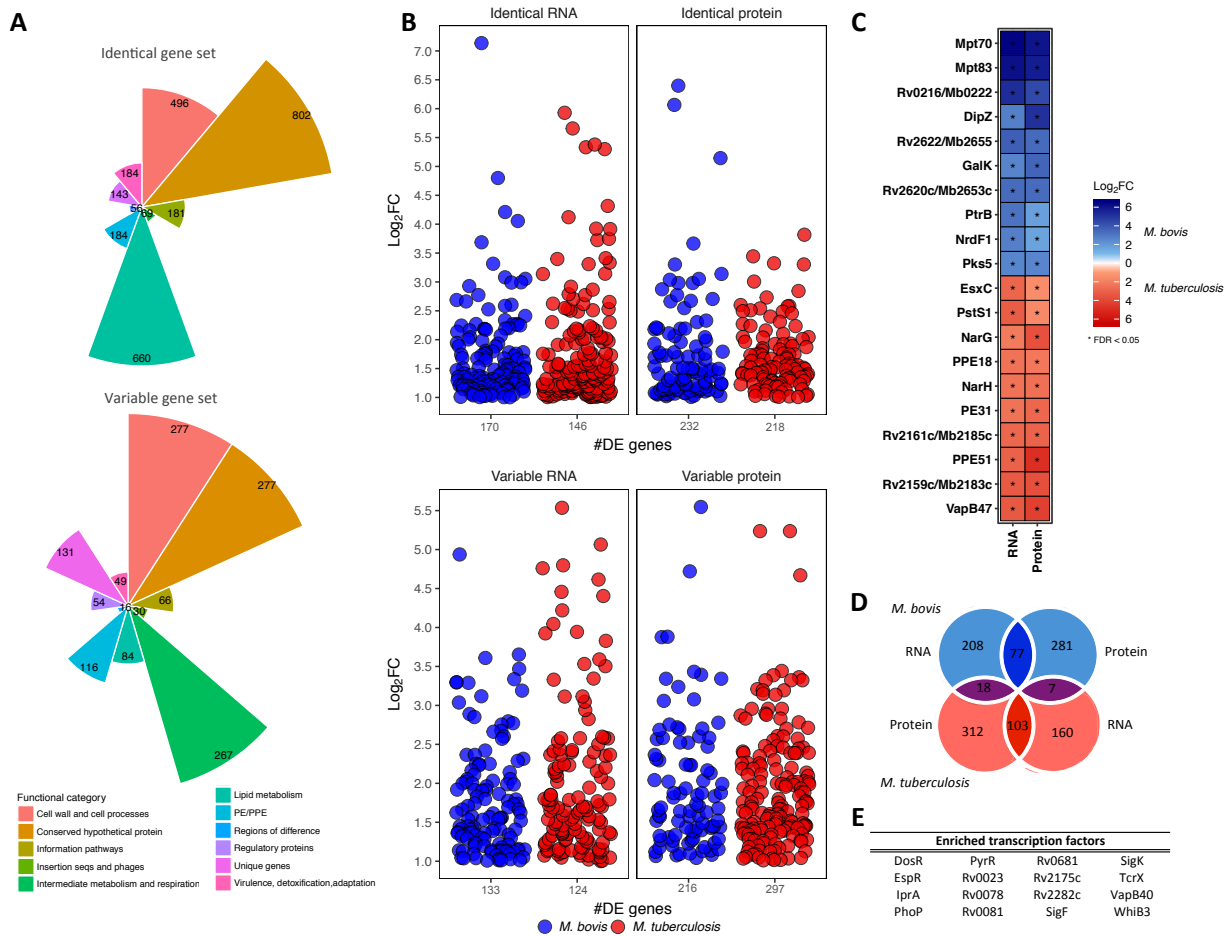 A
Identical gene set
496
802
184
143
56
69
181
184
660
Variable gene set
277
277
131
49
54
16
30
66
116
84
267
Functional category
Cell wall and cell processes
Conserved hypothetical protein
Information pathways
Insertion seqs and phages
Intermediate metabolism and respiration
Lipid metabolism
PE/PPE
Regions of difference
Regulatory proteins
Unique genes
Virulence, detoxification,adaptation
B
Identical RNA
Identical protein
Log2FC
7.0
6.5
6.0
5.5
5.0
4.5
4.0
3.5
3.0
2.5
2.0
1.5
1.0
170
146
232
218
#DE genes
Variable RNA
Variable protein
Log2FC
5.5
5.0
4.5
4.0
3.5
3.0
2.5
2.0
1.5
1.0
133
124
216
297
#DE genes
M. bovis
M. tuberculosis
C
Mpt70 * *
Mpt83 * *
Rv0216/Mb0222 * *
DipZ * *
Rv2622/Mb2655 * *
GalK * *
Rv2620c/Mb2653c * *
PtrB * *
NrdF1 * *
Pks5 * *
EsxC * *
PstS1 * *
NarG * *
PPE18 * *
NarH * *
PE31 * *
Rv2161c/Mb2185c * *
PPE51 * *
Rv2159c/Mb2183c * *
VapB47 * *
RNA
Protein
Log2FC
6
4
2
0
2
4
6
M. bovis
M. tuberculosis
* FDR < 0.05
D
M. bovis
RNA
208
77
281
Protein
18
7
Protein
312
103
160
RNA
M. tuberculosis
E
Enriched transcription factors
DosR PyrR Rv0681 SigK
EspR Rv0023 Rv2175c TcrX
IprA Rv0078 Rv2282c VapB40
PhoP Rv0081 SigF WhiB3